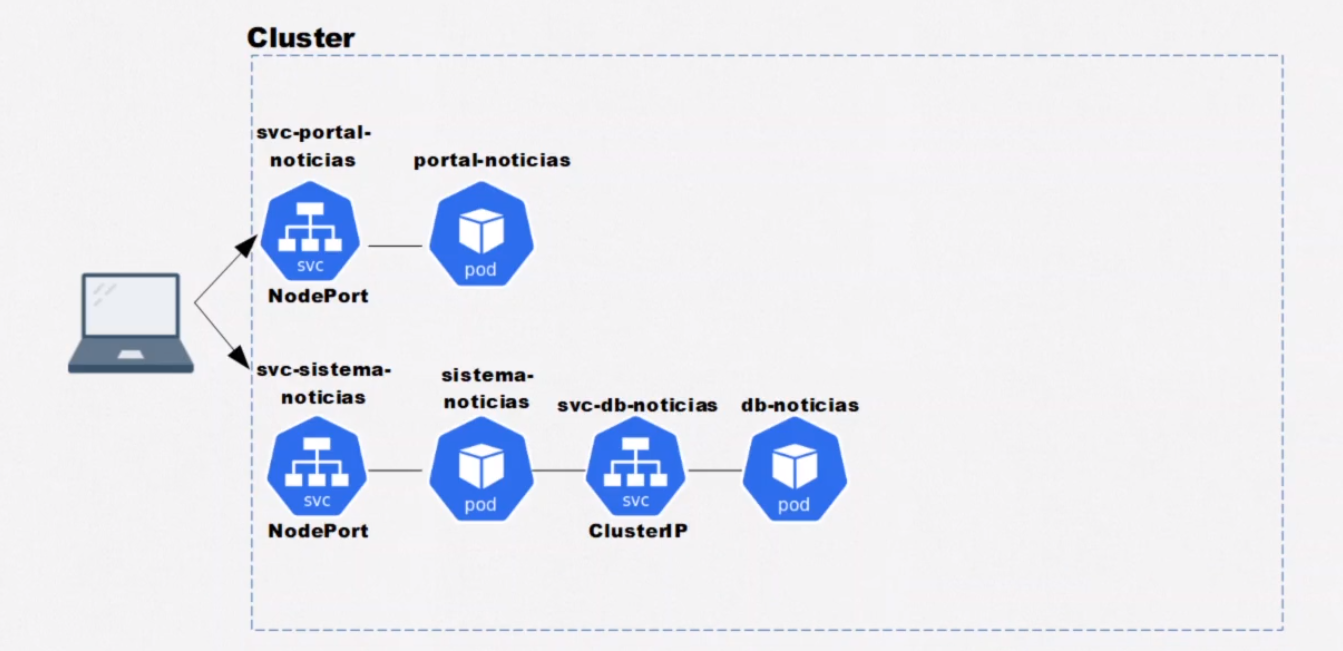 Cluster
svc-portal-
noticias
portal-noticias
svc
NodePort
pod
svc-sistema-
noticias
sistema-
noticias
svc-db-noticias
db-noticias
svc
NodePort
pod
svc
ClusterIP
pod